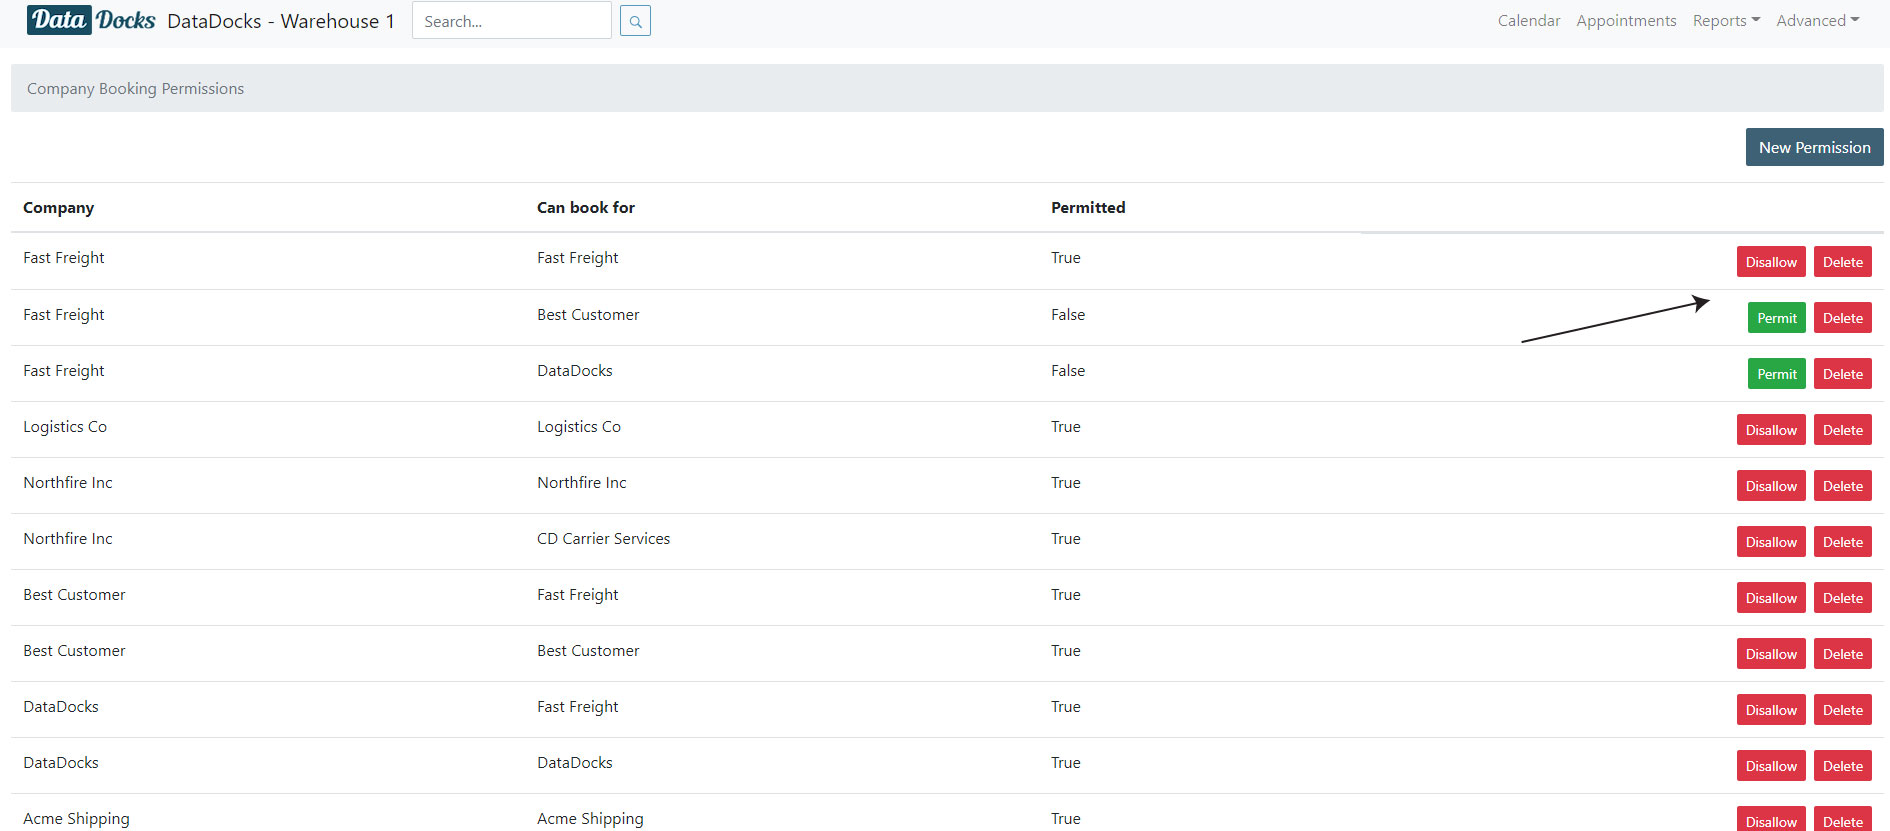 Data Docks DataDocks - Warehouse 1 Search... Calendar Appointments Reports Advanced
Company Booking Permissions
New Permission
Company Can book for Permitted
Fast Freight Fast Freight True Disallow Delete
Fast Freight Best Customer False Permit Delete
Fast Freight DataDocks False Permit Delete
Logistics Co Logistics Co True Disallow Delete
Northfire Inc Northfire Inc True Disallow Delete
Northfire Inc CD Carrier Services True Disallow Delete
Best Customer Fast Freight True Disallow Delete
Best Customer Best Customer True Disallow Delete
DataDocks Fast Freight True Disallow Delete
DataDocks DataDocks True Disallow Delete
Acme Shipping Acme Shipping True Disallow Delete